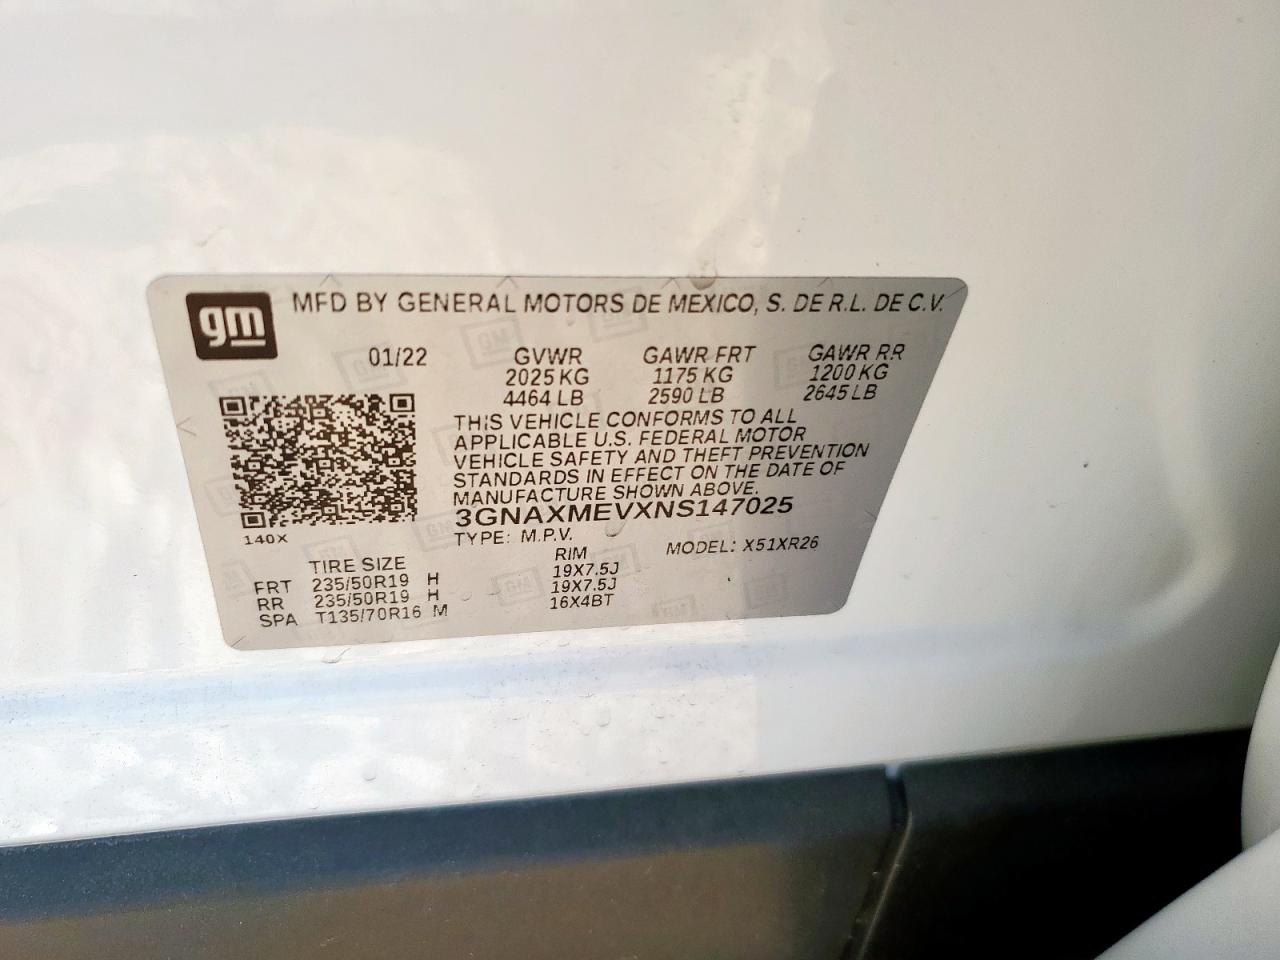 gm MFD BY GENERAL MOTORS DE MEXICO, S. DE R.L. DE C.V.
01/22 GVWR GAWR FRT GAWR RR
2025 KG 1175 KG 1200 KG
4464 LB 2590 LB 2645 LB
THIS VEHICLE CONFORMS TO ALL
APPLICABLE U.S. FEDERAL MOTOR
VEHICLE SAFETY AND THEFT PREVENTION
STANDARDS IN EFFECT ON THE DATE OF
MANUFACTURE SHOWN ABOVE.
3GNAXMEVXNS147025
140X TYPE: M.P.V. MODEL: X51XR26
TIRE SIZE RIM
FRT 235/50R19 H 19X7.5J
RR 235/50R19 H 19X7.5J
SPA T135/70R16 M 16X4BT